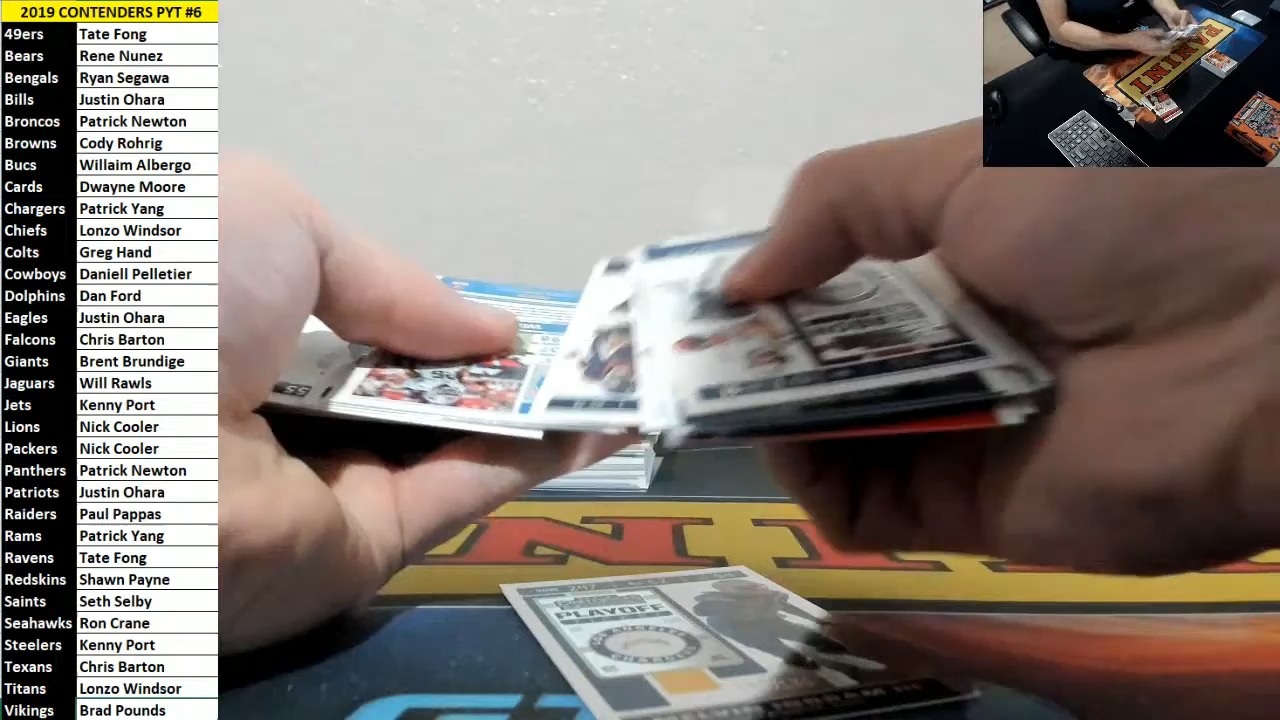 2019 CONTENDERS PYT #6
49ers Tate Fong
Bears Rene Nunez
Bengals Ryan Segawa
Bills Justin Ohara
Broncos Patrick Newton
Browns Cody Rohrig
Bucs Willaim Albergo
Cards Dwayne Moore
Chargers Patrick Yang
Chiefs Lonzo Windsor
Colts Greg Hand
Cowboys Daniell Pelletier
Dolphins Dan Ford
Eagles Justin Ohara
Falcons Chris Barton
Giants Brent Brundige
Jaguars Will Rawls
Jets Kenny Port
Lions Nick Cooler
Packers Nick Cooler
Panthers Patrick Newton
Patriots Justin Ohara
Raiders Paul Pappas
Rams Patrick Yang
Ravens Tate Fong
Redskins Shawn Payne
Saints Seth Selby
Seahawks Ron Crane
Steelers Kenny Port
Texans Chris Barton
Titans Lonzo Windsor
Vikings Brad Pounds
PANINI
PLAYOFF